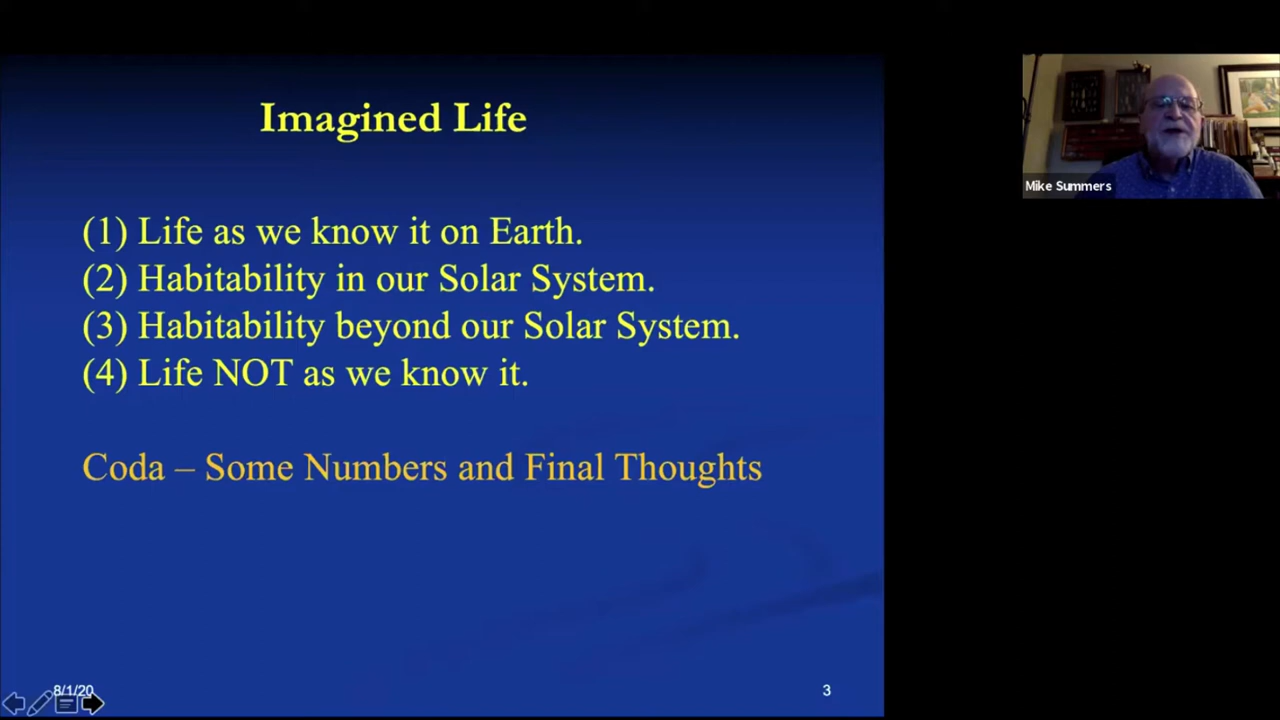 Imagined Life
(1) Life as we know it on Earth.
(2) Habitability in our Solar System.
(3) Habitability beyond our Solar System.
(4) Life NOT as we know it.
Coda – Some Numbers and Final Thoughts
8/1/20
3
Mike Summers